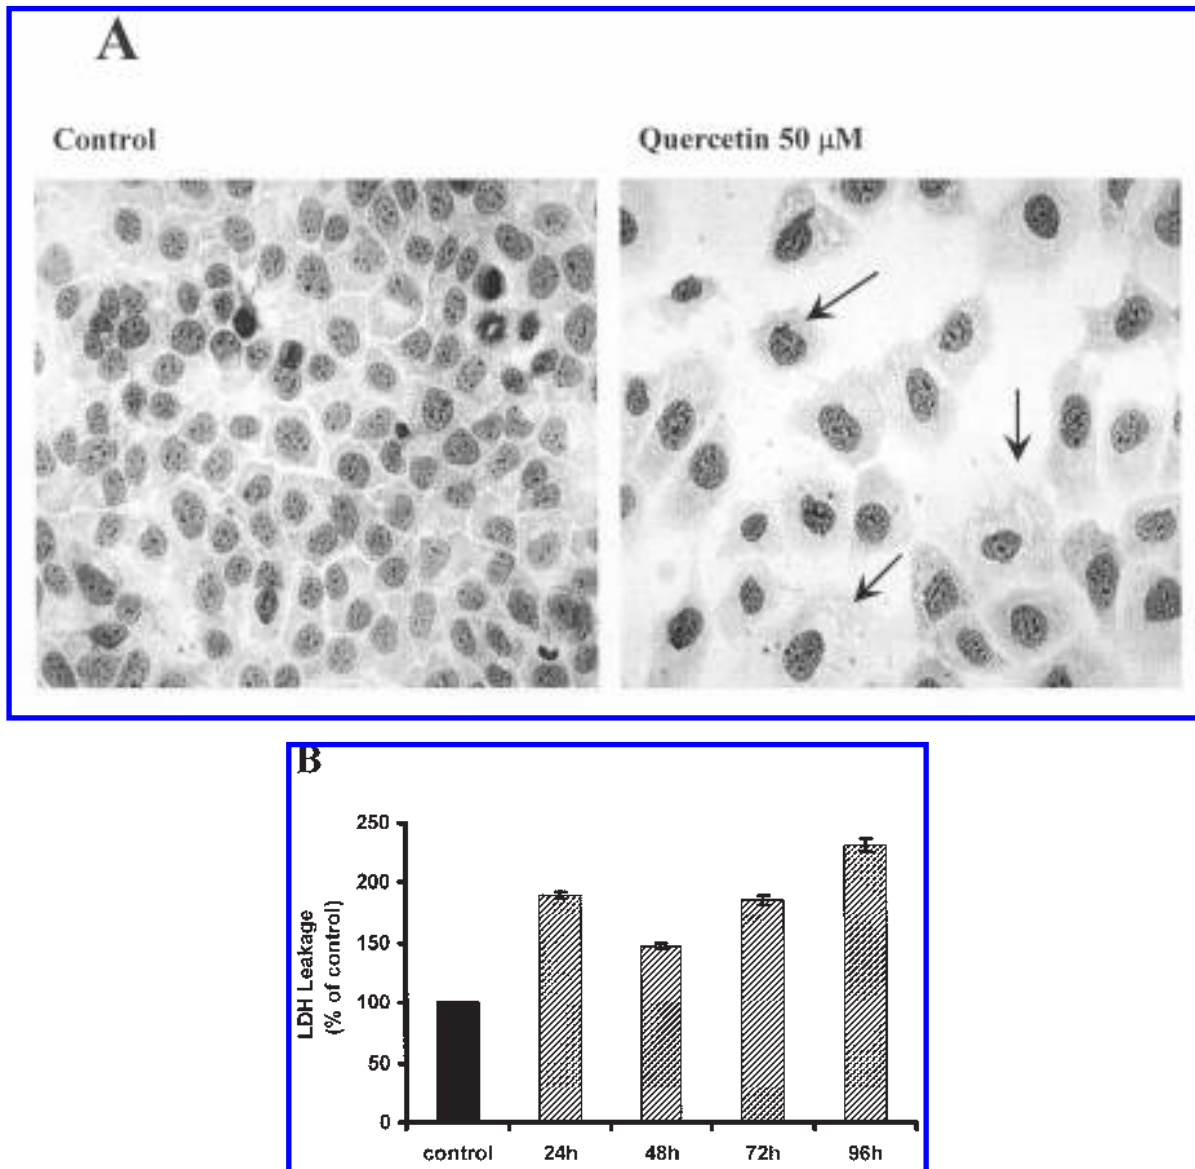 A
Control
Quercetin 50 μM
B
250
200
150
100
50
0
LDH Leakage
(% of control)
control 24h 48h 72h 96h